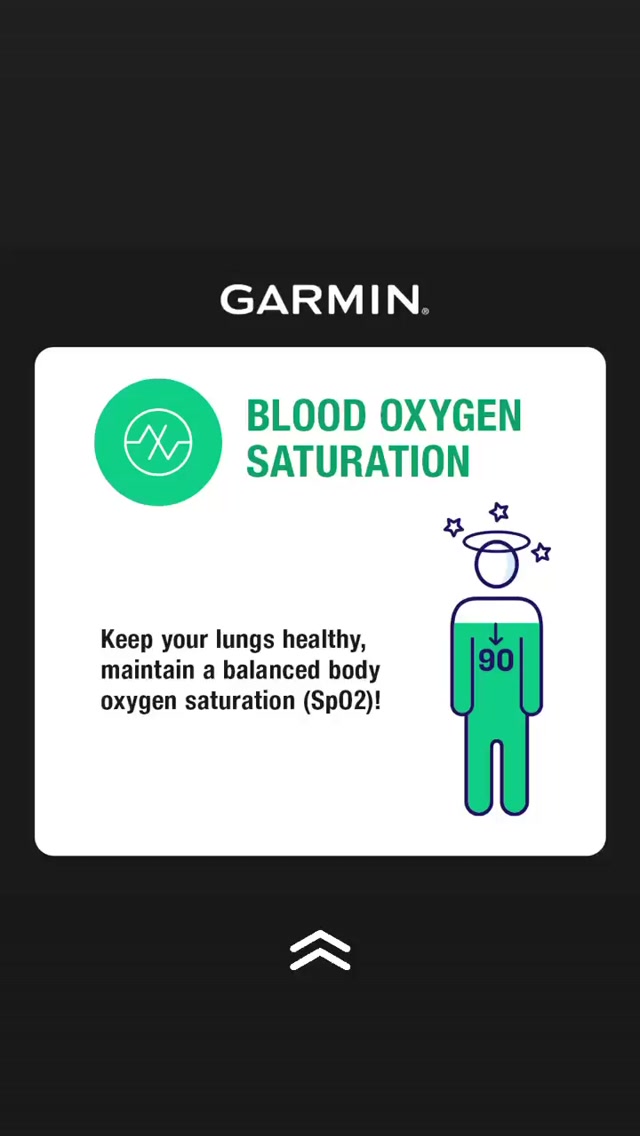 GARMIN®
BLOOD OXYGEN
SATURATION
90
Keep your lungs healthy,
maintain a balanced body
oxygen saturation (SpO2)!